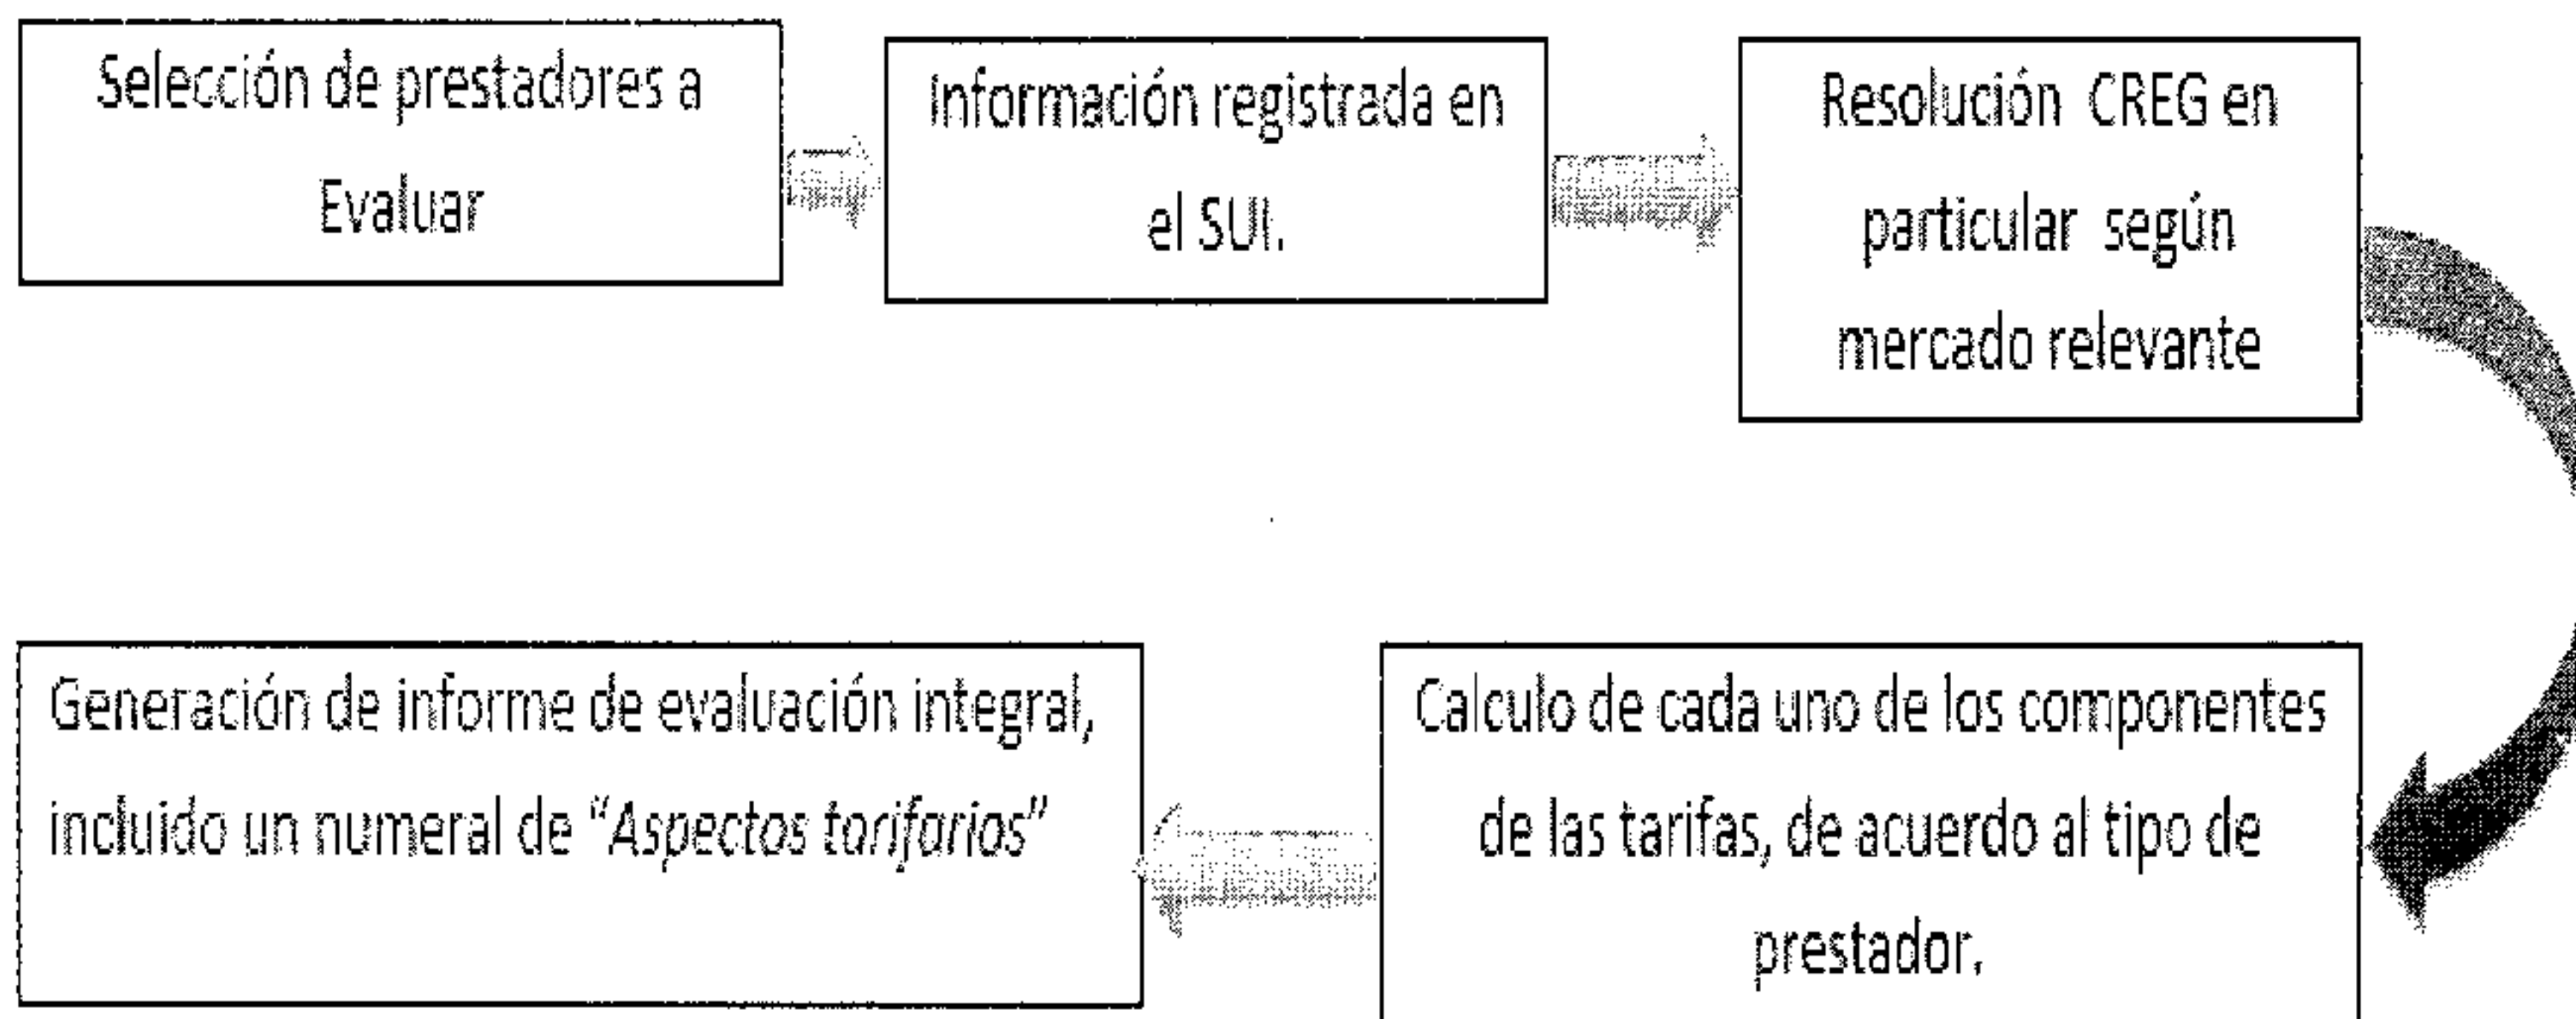 Selección de prestadores a
Evaluar
Información registrada en
el SUI.
Resolución CREG en
particular según
mercado relevante
Calculo de cada uno de los componentes
de las tarifas, de acuerdo al tipo de
prestador.
Generación de informe de evaluación integral,
incluido un numeral de “Aspectos tarifarios”